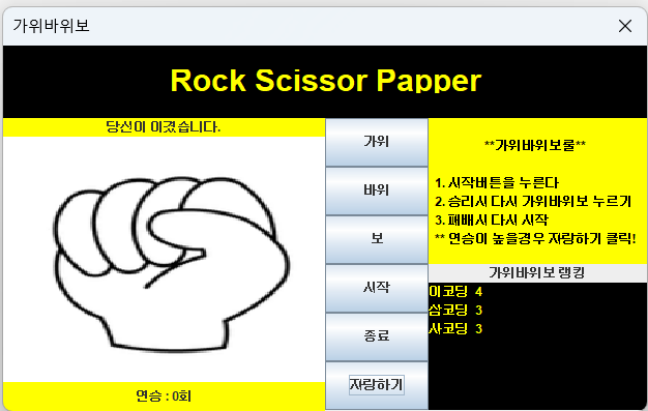 가위바위보
Rock Scissor Papper
당신이 이겼습니다.
연승 : 0회
가위
바위
보
시작
종료
자랑하기
**가위바위보룰**
1. 시작버튼을 누른다
2. 승리시 다시 가위바위보 누르기
3. 패배시 다시 시작
** 연승이 높을경우 자랑하기 클릭!
가위바위보 랭킹
이코딩 4
삼코딩 3
사코딩 3